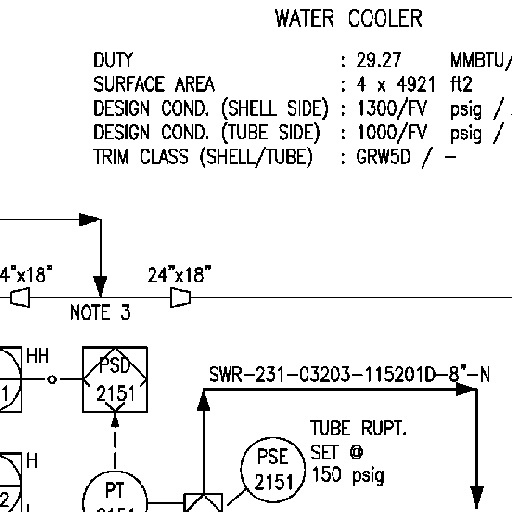 WATER COOLER
DUTY : 29.27 MMBTU/
SURFACE AREA : 4 x 4921 ft2
DESIGN COND. (SHELL SIDE) : 1300/FV psig /
DESIGN COND. (TUBE SIDE) : 1000/FV psig /
TRIM CLASS (SHELL/TUBE) : GRW5D / -
4"x18" 24"x18"
NOTE 3
HH
PSD
2151
1
SWR-231-03203-115201D-8"-N
TUBE RUPT.
SET @
150 psig
H
PSE
2151
PT
2151
2
L